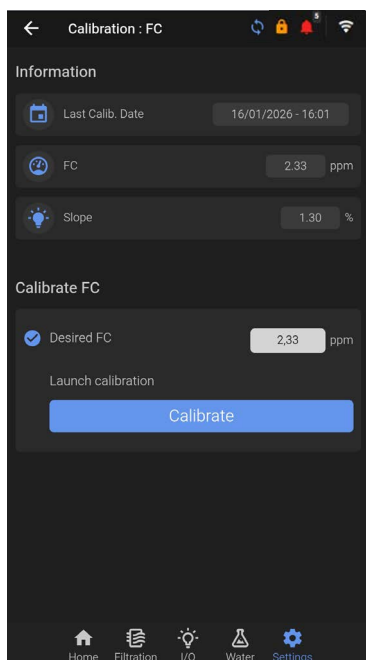 Calibration : FC
5
Information
Last Calib. Date 16/01/2026 - 16:01
FC 2.33 ppm
Slope 1.30 %
Calibrate FC
Desired FC 2,33 ppm
Launch calibration
Calibrate
Home Filtration I/O Water Settings